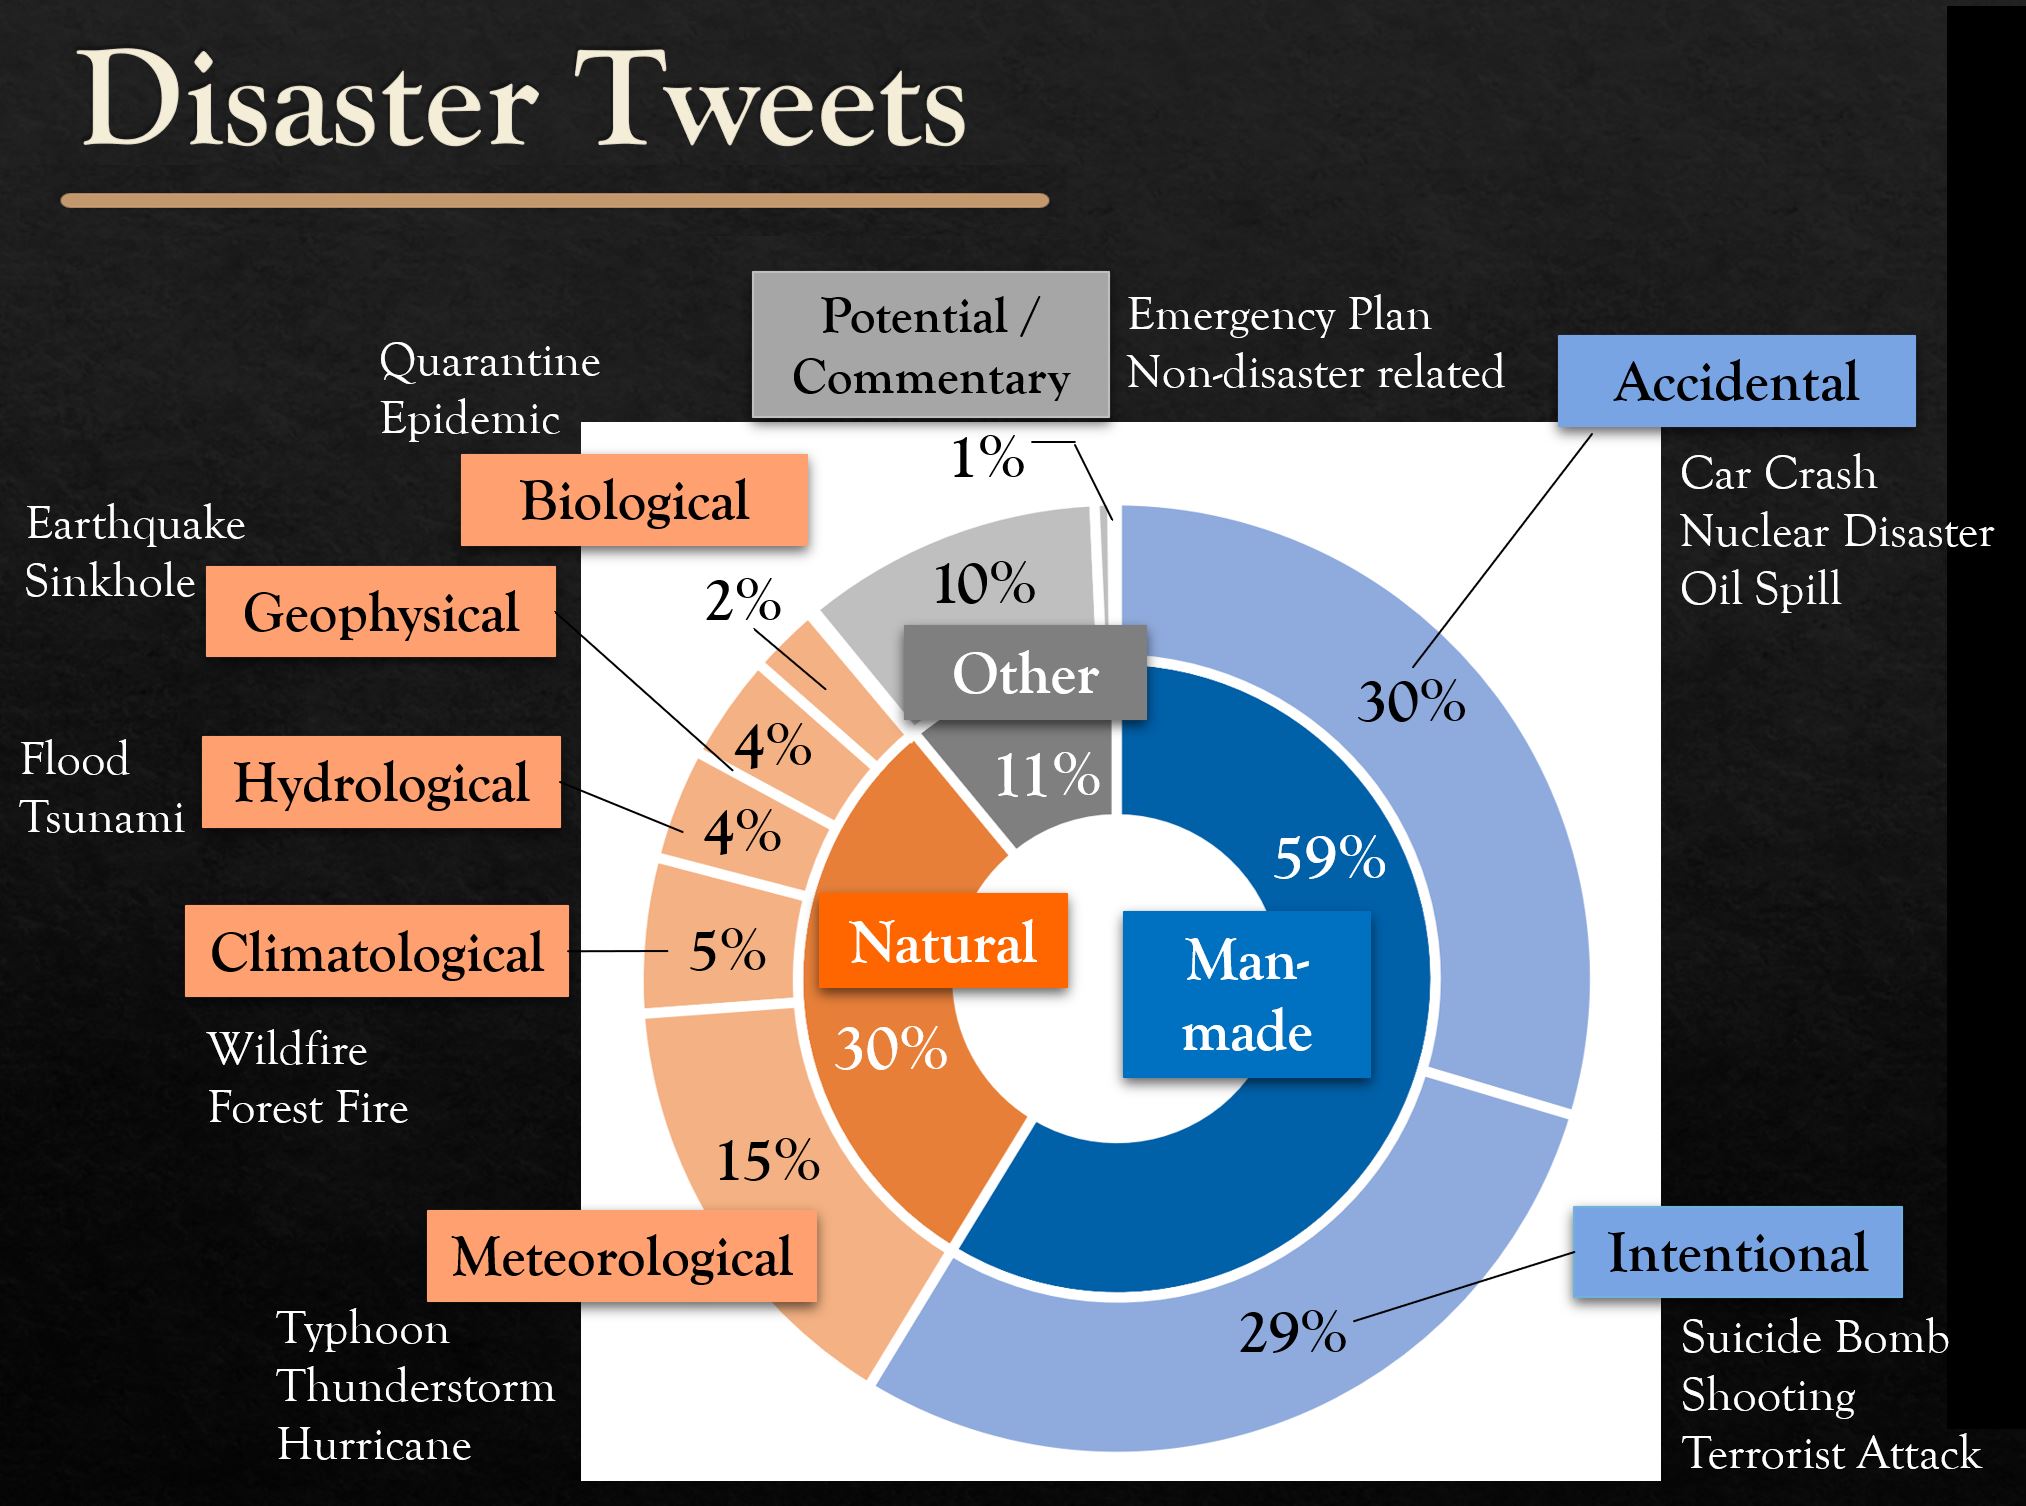 Disaster Tweets
Potential /
Commentary
Emergency Plan
Non-disaster related
Accidental
Car Crash
Nuclear Disaster
Oil Spill
Quarantine
Epidemic
Biological
Earthquake
Sinkhole
Geophysical
Flood
Tsunami
Hydrological
Climatological
Wildfire
Forest Fire
Meteorological
Typhoon
Thunderstorm
Hurricane
1%
2%
10%
Other
11%
4%
4%
5%
15%
Natural
30%
30%
59%
Man-
made
29%
Intentional
Suicide Bomb
Shooting
Terrorist Attack